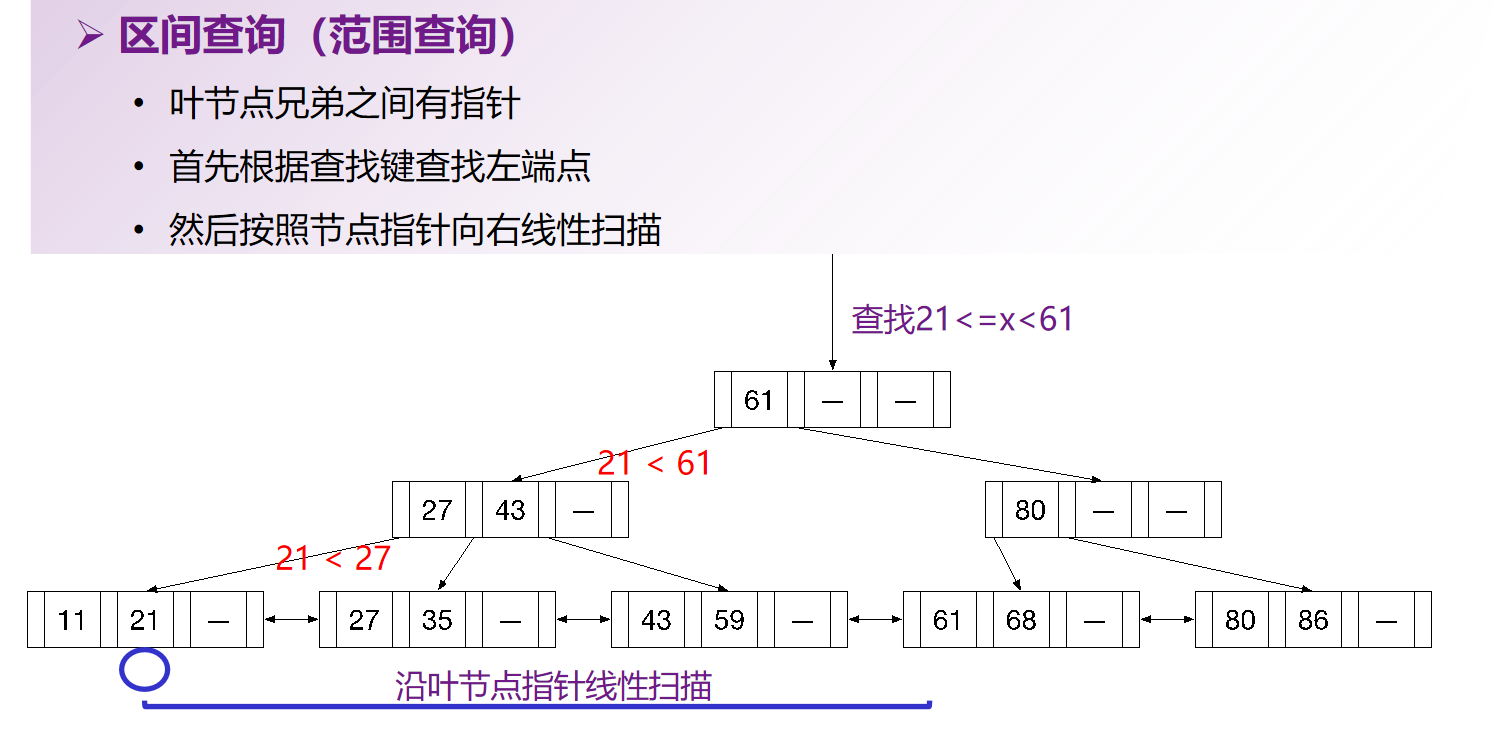 ➢ 区间查询（范围查询）
• 叶节点兄弟之间有指针
• 首先根据查找键查找左端点
• 然后按照节点指针向右线性扫描
查找21<=x<61
61 — —
21 < 61
27 43 —
80 — —
21 < 27
11 21 —
27 35 —
43 59 —
61 68 —
80 86 —
沿叶节点指针线性扫描